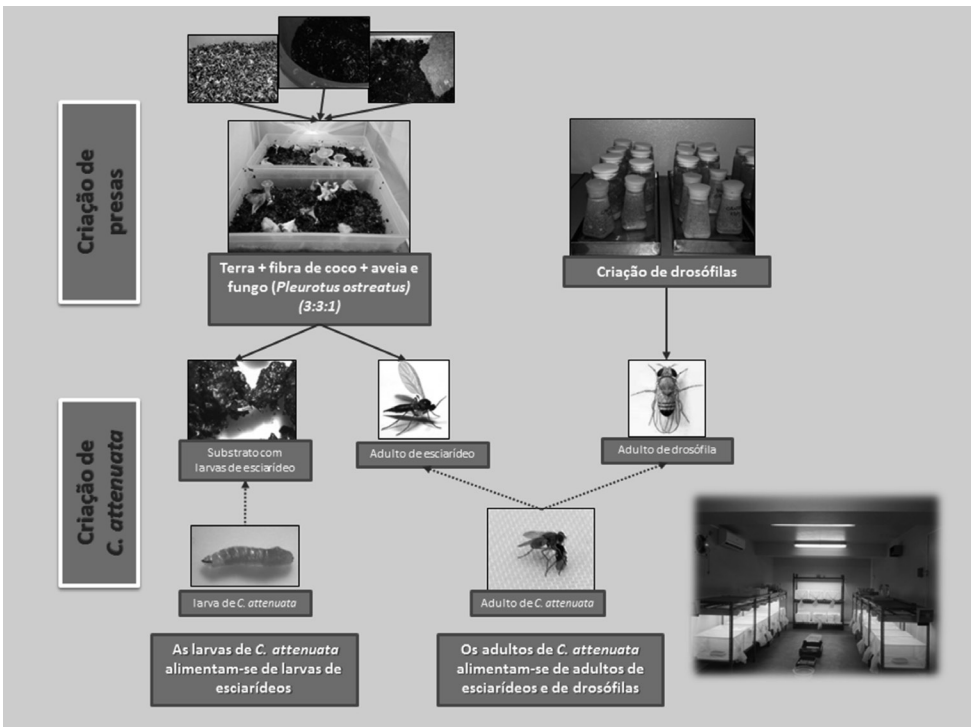 Criação de
presas
Terra + fibra de coco + aveia e
fungo (Pleurotus ostreatus)
(3:3:1)
Criação de drosófilas
Criação de
C. attenuata
Substrato com
larvas de esciarídeo
Adulto de esciarídeo
Adulto de drosófila
larva de C. attenuata
Adulto de C. attenuata
As larvas de C. attenuata
alimentam-se de larvas de
esciarídeos
Os adultos de C. attenuata
alimentam-se de adultos de
esciarídeos e de drosófilas